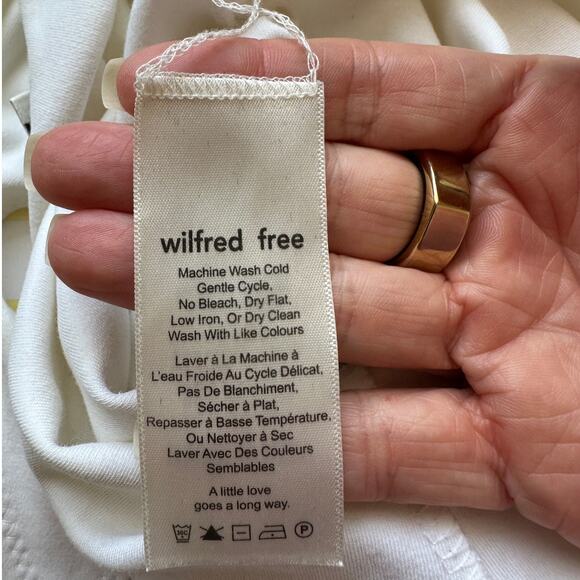 wilfred free
Machine Wash Cold
Gentle Cycle,
No Bleach, Dry Flat,
Low Iron, Or Dry Clean
Wash With Like Colours
Laver à La Machine à
L'eau Froide Au Cycle Délicat,
Pas De Blanchiment,
Sécher à Plat,
Repasser à Basse Température,
Ou Nettoyer à Sec
Laver Avec Des Couleurs
Semblables
A little love
goes a long way.
30C P